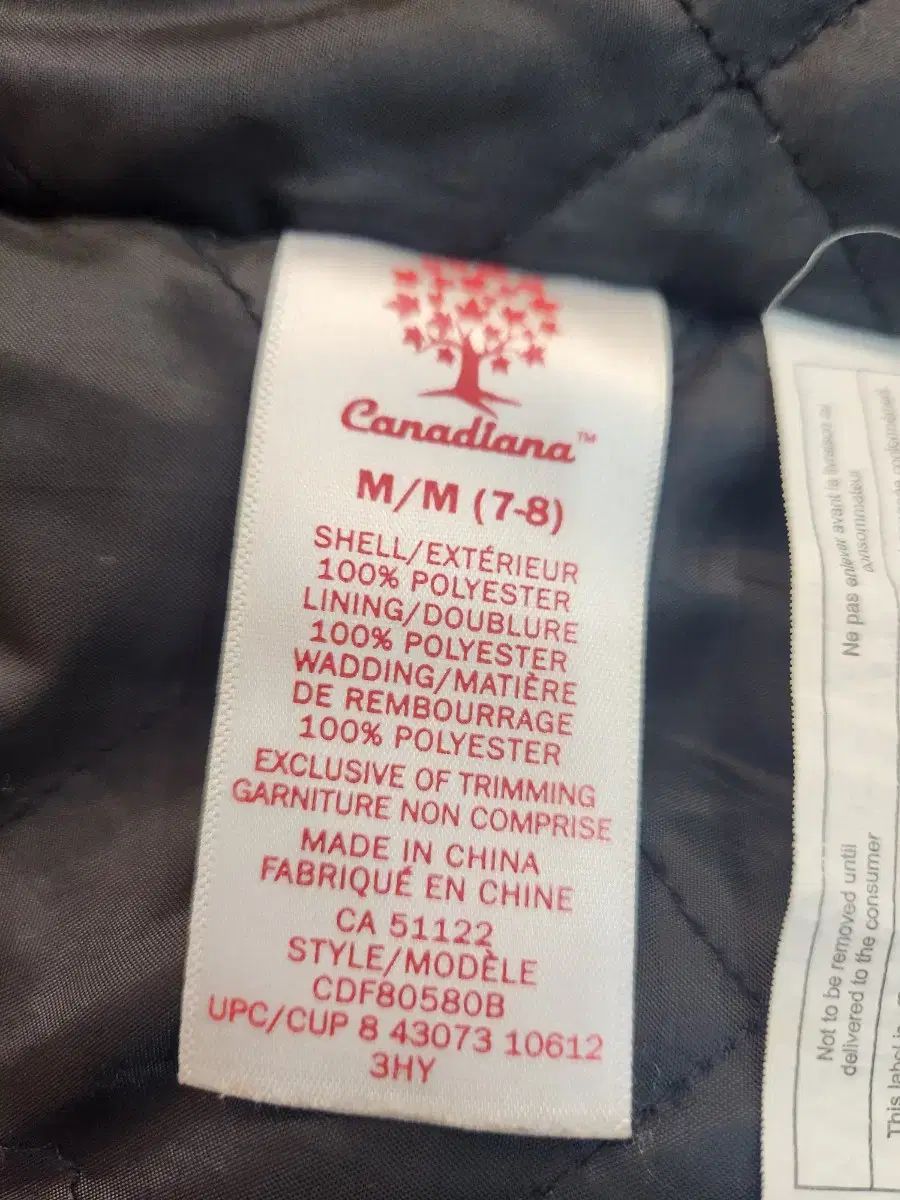 Canadiana™
M/M (7-8)
SHELL/EXTÉRIEUR
100% POLYESTER
LINING/DOUBLURE
100% POLYESTER
WADDING/MATIÈRE
DE REMBOURRAGE
100% POLYESTER
EXCLUSIVE OF TRIMMING
GARNITURE NON COMPRISE
MADE IN CHINA
FABRIQUÉ EN CHINE
CA 51122
STYLE/MODÈLE
CDF80580B
UPC/CUP 8 43073 10612
3HY
Not to be removed until
delivered to the consumer
Ne pas enlever avant la livraison au
consommateur
This label is